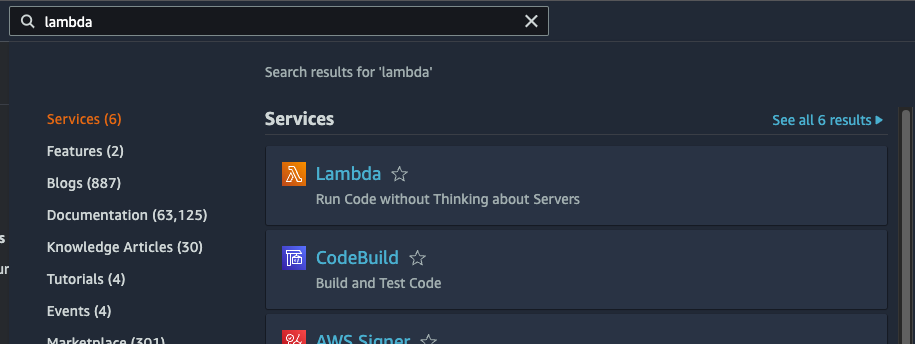 lambda
Search results for 'lambda'
Services (6)
Features (2)
Blogs (887)
Documentation (63,125)
Knowledge Articles (30)
Tutorials (4)
Events (4)
Marketplace (301)
Services
See all 6 results
Lambda
Run Code without Thinking about Servers
CodeBuild
Build and Test Code
AWS Signer